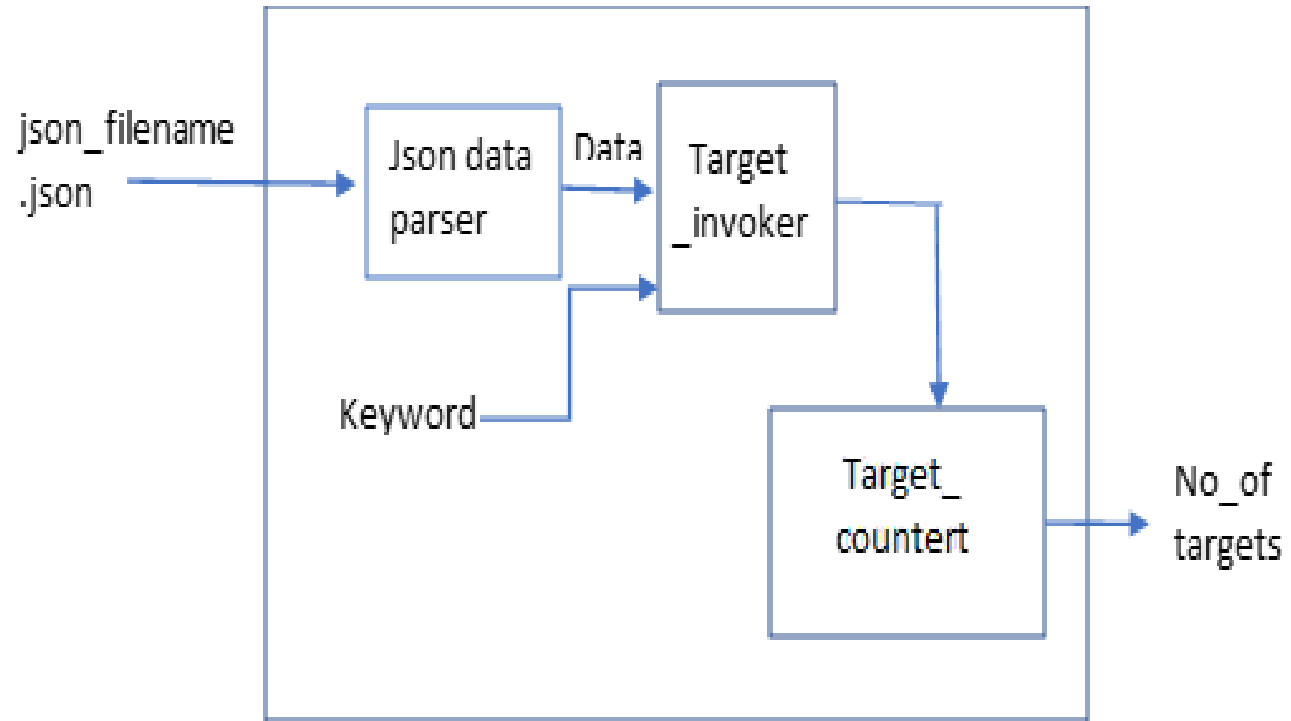 json_filename
.json
Json data
parser
Data
Target
_invoker
Keyword
Target_
countert
No_of
targets